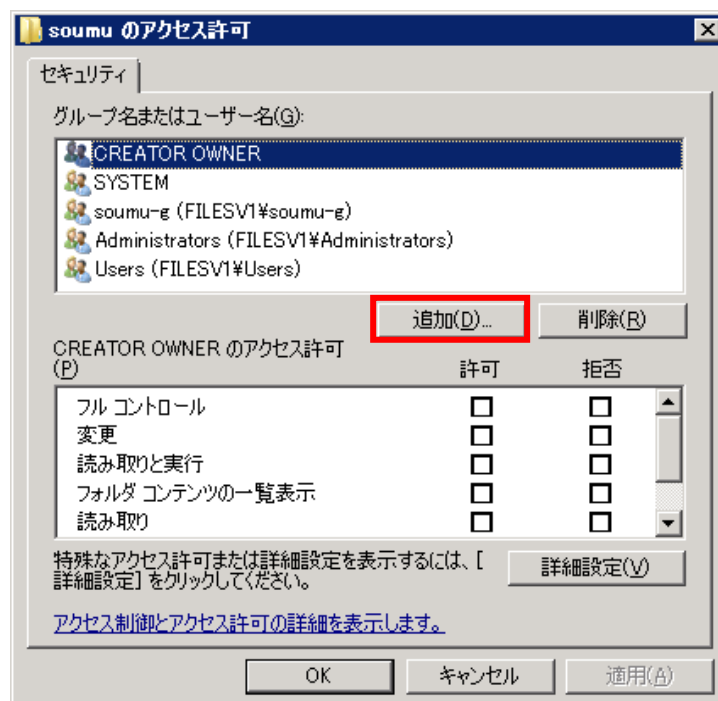 soumu のアクセス許可
セキュリティ
グループ名またはユーザー名(G):
CREATOR OWNER
SYSTEM
soumu-g (FILESV1¥soumu-g)
Administrators (FILESV1¥Administrators)
Users (FILESV1¥Users)
追加(D)... 削除(R)
CREATOR OWNER のアクセス許可
(P) 許可 拒否
フル コントロール
変更
読み取りと実行
フォルダ コンテンツの一覧表示
読み取り
特殊なアクセス許可または詳細設定を表示するには、[
詳細設定] をクリックしてください。 詳細設定(V)
アクセス制御とアクセス許可の詳細を表示します。
OK キャンセル 適用(A)